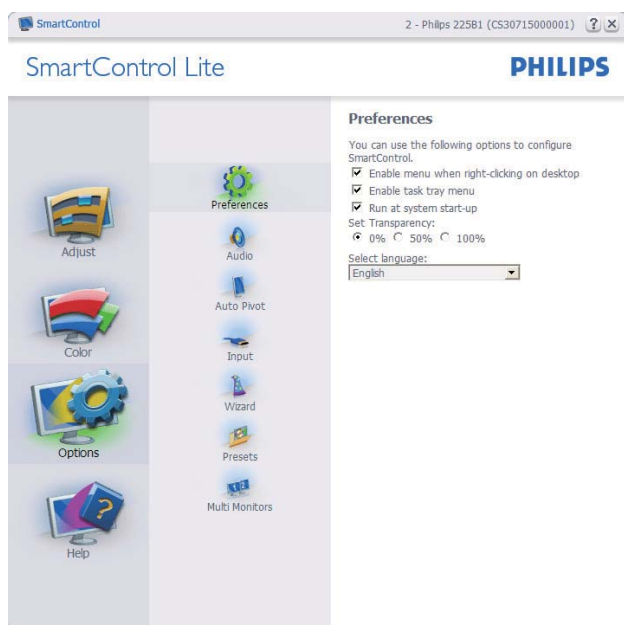 SmartControl
2 - Philips 225B1 (CS30715000001)
SmartControl Lite
PHILIPS
Adjust
Color
Options
Help
Preferences
Audio
Auto Pivot
Input
Wizard
Presets
Multi Monitors
Preferences
You can use the following options to configure
SmartControl.
Enable menu when right-clicking on desktop
Enable task tray menu
Run at system start-up
Set Transparency:
0% 50% 100%
Select language:
English